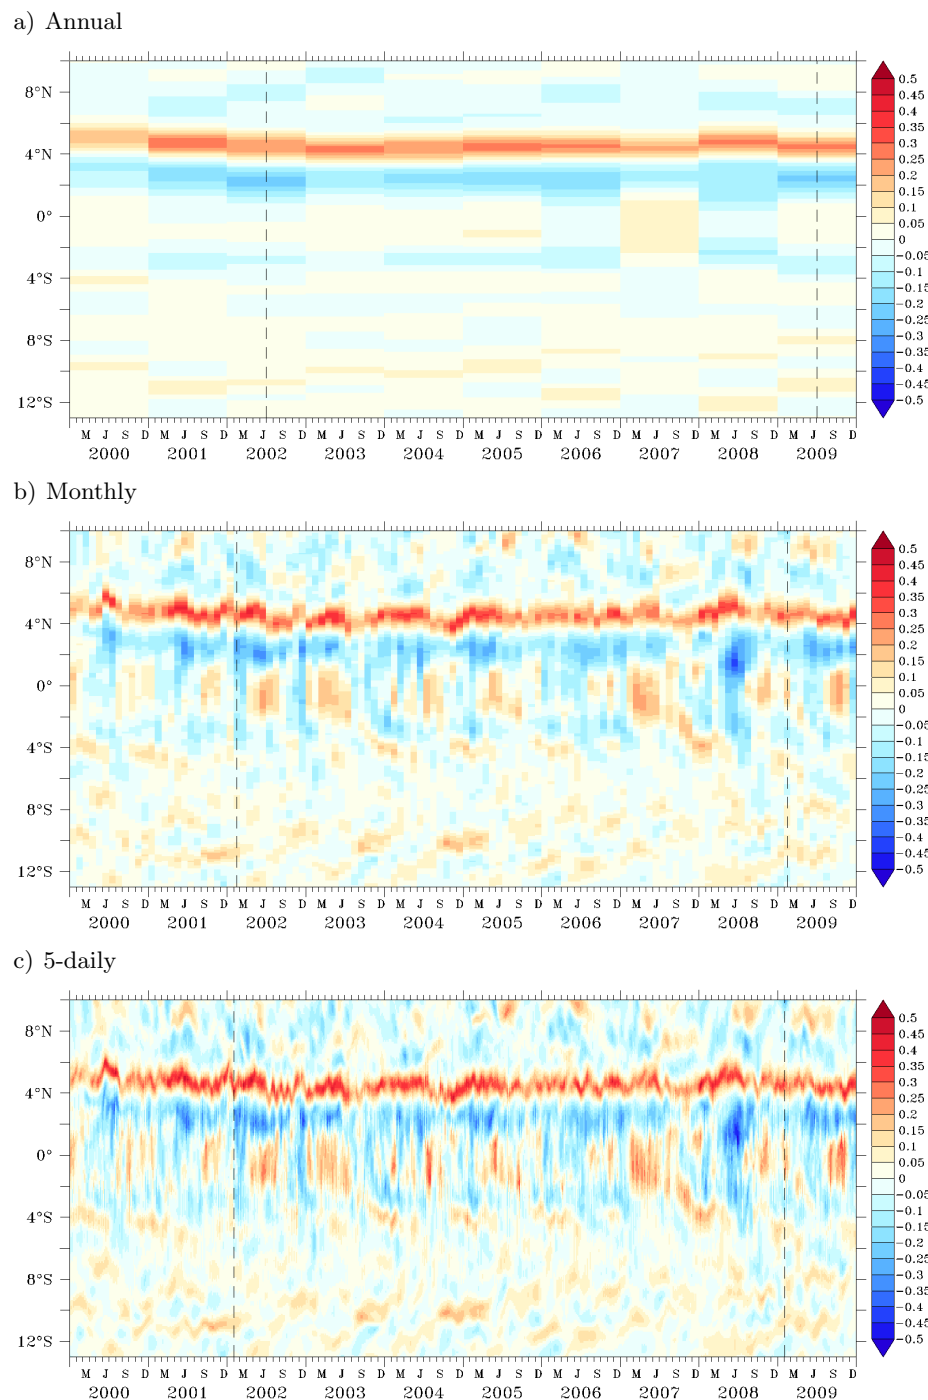 a) Annual
8°N
4°N
0°
4°S
8°S
12°S
0.5
0.45
0.4
0.35
0.3
0.25
0.2
0.15
0.1
0.05
0
−0.05
−0.1
−0.15
−0.2
−0.25
−0.3
−0.35
−0.4
−0.45
−0.5
M J S D M J S D M J S D M J S D M J S D M J S D M J S D M J S D M J S D M J S D
2000 2001 2002 2003 2004 2005 2006 2007 2008 2009
b) Monthly
8°N
4°N
0°
4°S
8°S
12°S
0.5
0.45
0.4
0.35
0.3
0.25
0.2
0.15
0.1
0.05
0
−0.05
−0.1
−0.15
−0.2
−0.25
−0.3
−0.35
−0.4
−0.45
−0.5
M J S D M J S D M J S D M J S D M J S D M J S D M J S D M J S D M J S D M J S D
2000 2001 2002 2003 2004 2005 2006 2007 2008 2009
c) 5-daily
8°N
4°N
0°
4°S
8°S
12°S
0.5
0.45
0.4
0.35
0.3
0.25
0.2
0.15
0.1
0.05
0
−0.05
−0.1
−0.15
−0.2
−0.25
−0.3
−0.35
−0.4
−0.45
−0.5
M J S D M J S D M J S D M J S D M J S D M J S D M J S D M J S D M J S D M J S D
2000 2001 2002 2003 2004 2005 2006 2007 2008 2009